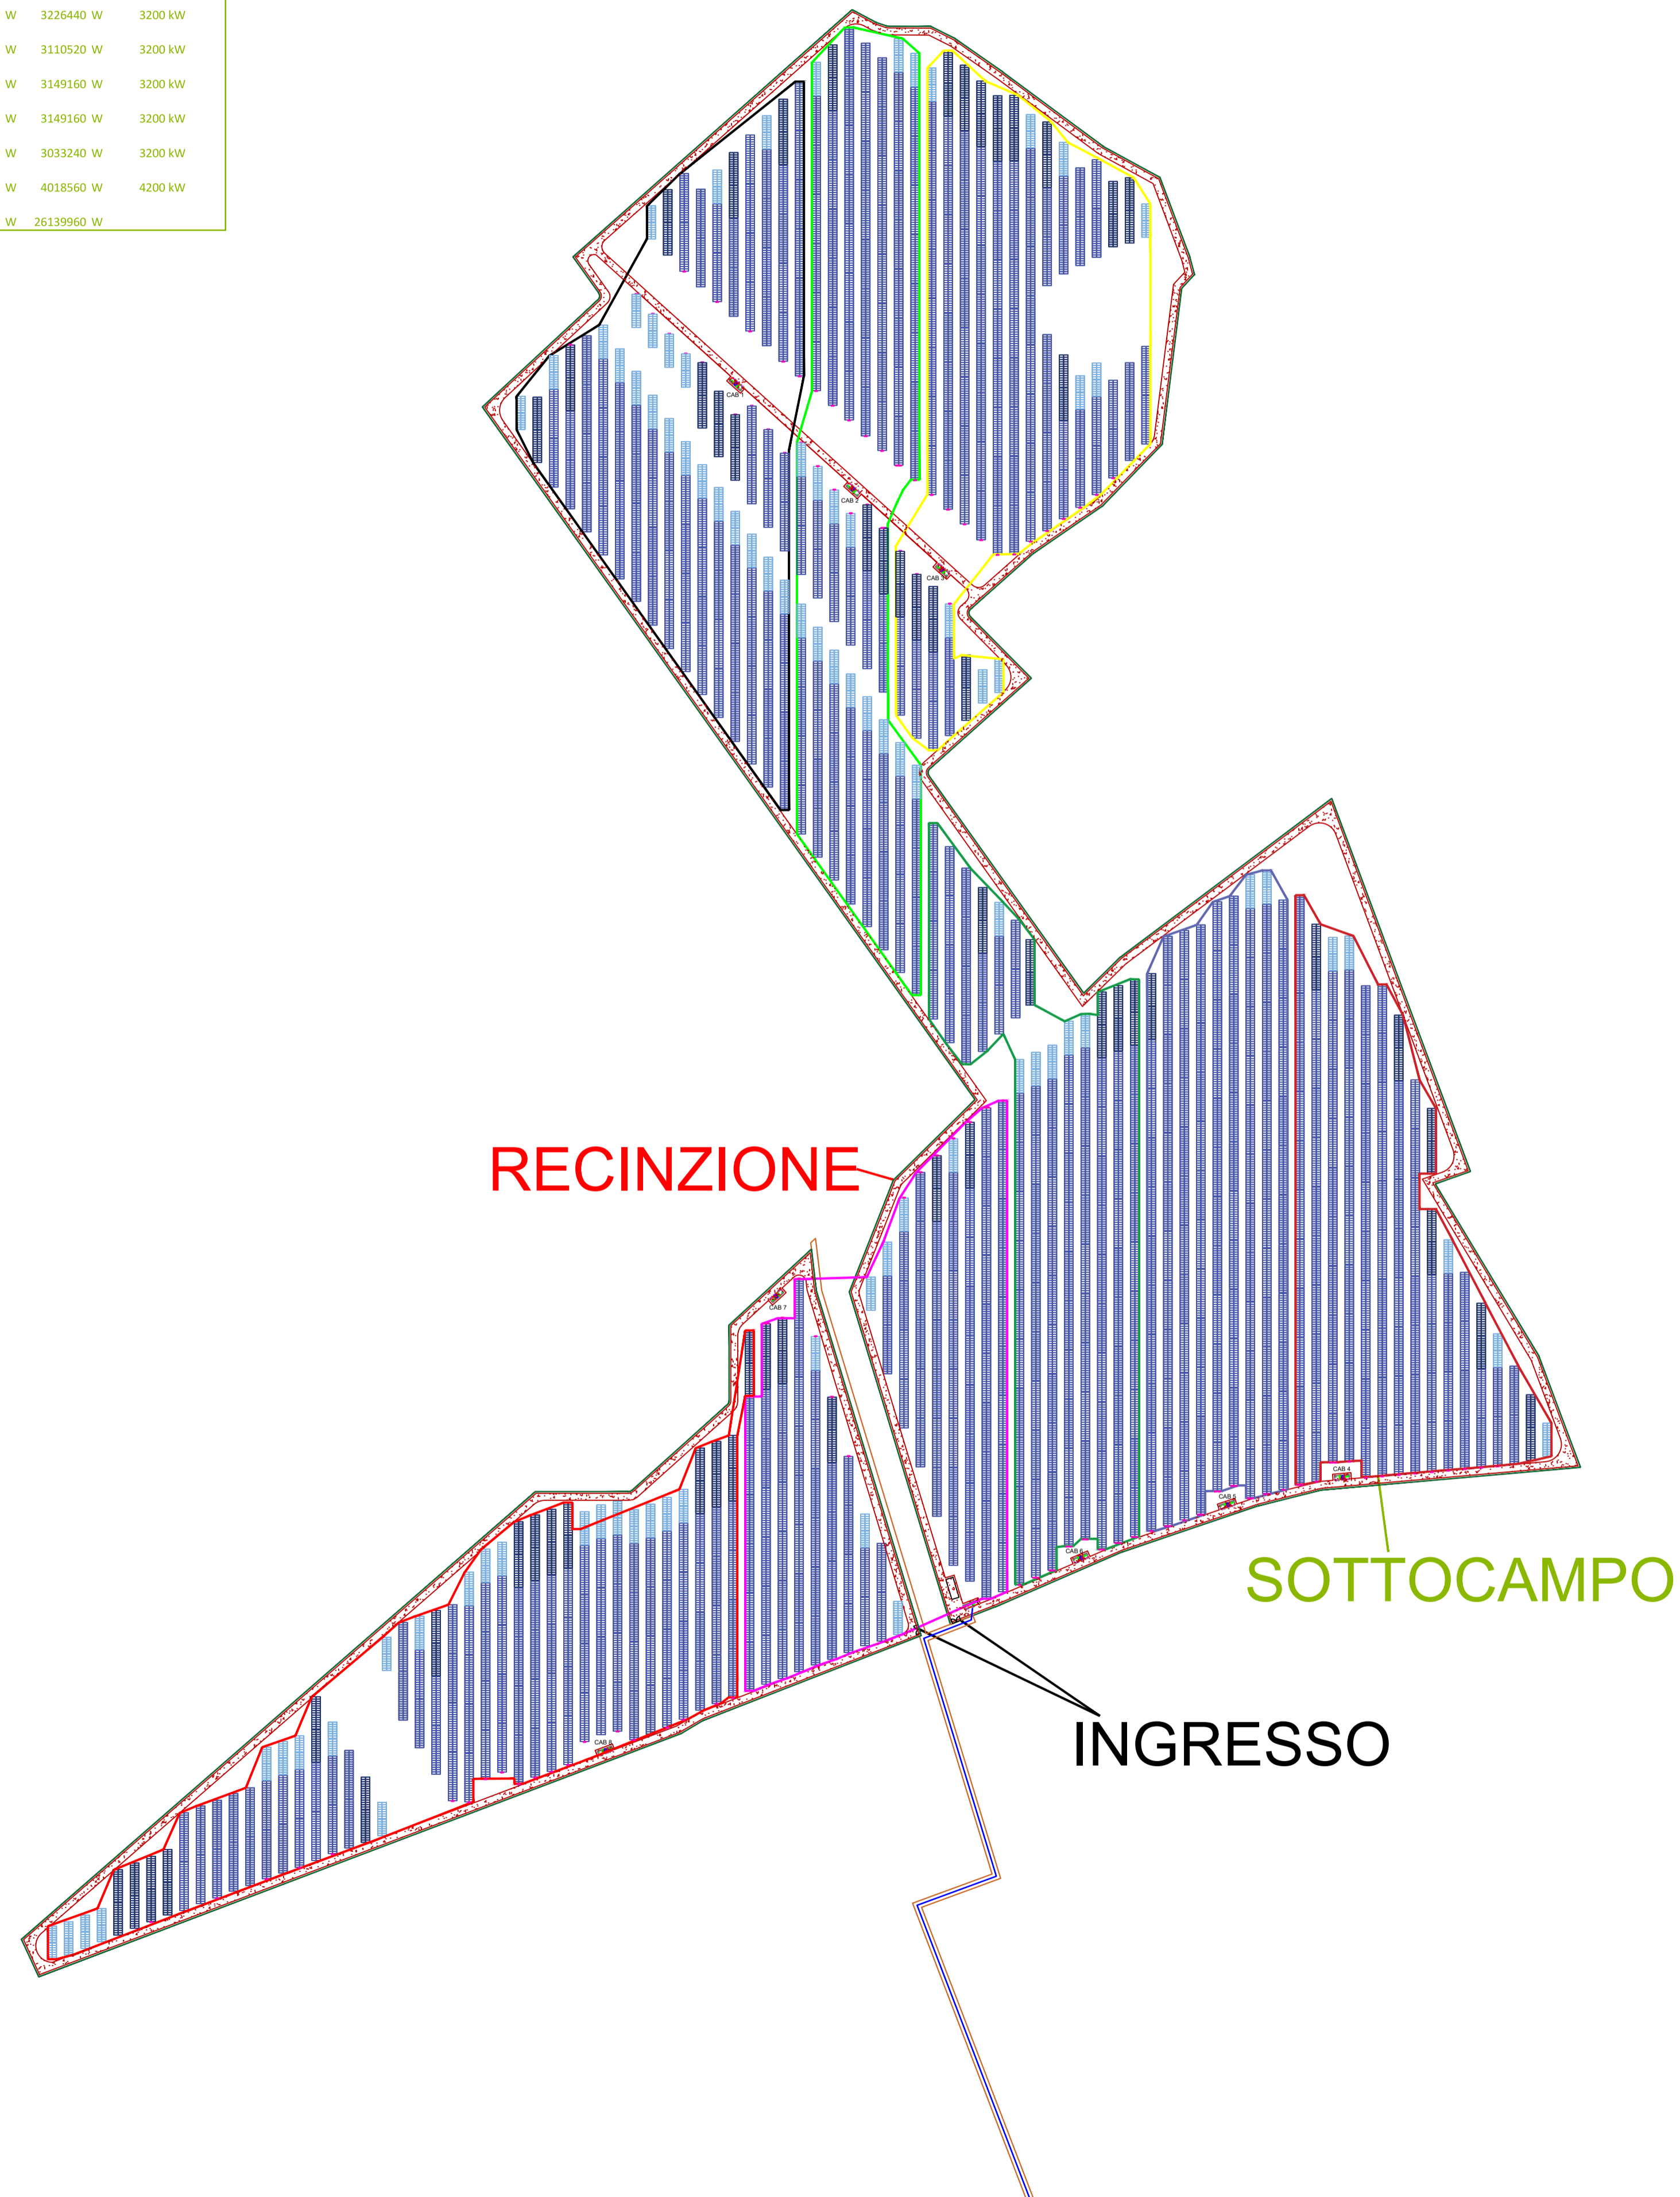 W 3226440 W 3200 kW
W 3110520 W 3200 kW
W 3149160 W 3200 kW
W 3149160 W 3200 kW
W 3033240 W 3200 kW
W 4018560 W 4200 kW
W 26139960 W
CAB 1
CAB 2
CAB 3
RECINZIONE
CAB 7
CAB 4
CAB 5
CAB 6
SOTTOCAMPO
INGRESSO
CAB 8